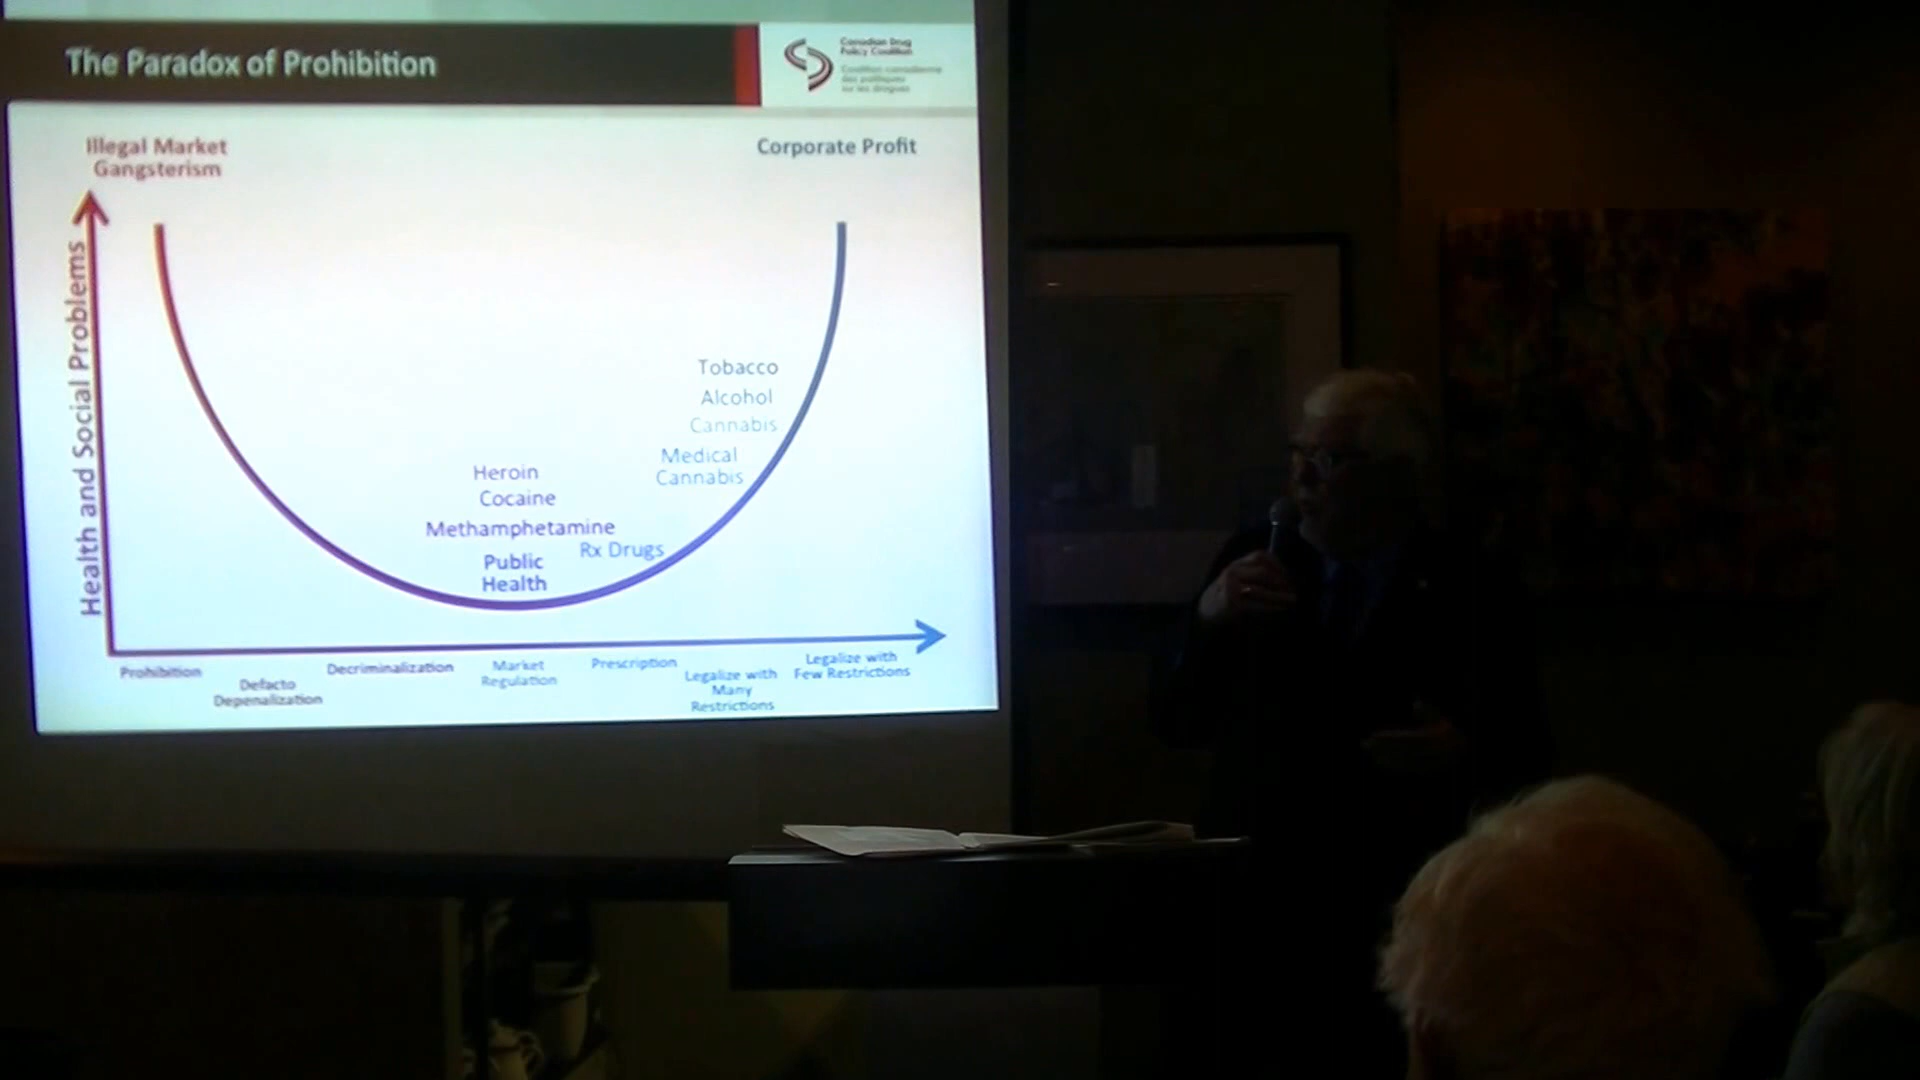 The Paradox of Prohibition
Canadian Drug
Policy Coalition
Coalition canadienne
des politiques
sur les drogues
Illegal Market
Gangsterism
Corporate Profit
Health and Social Problems
Tobacco
Alcohol
Cannabis
Medical
Cannabis
Heroin
Cocaine
Methamphetamine
Rx Drugs
Public
Health
Prohibition
Defacto
Depenalization
Decriminalization
Market
Regulation
Prescription
Legalize with
Many
Restrictions
Legalize with
Few Restrictions